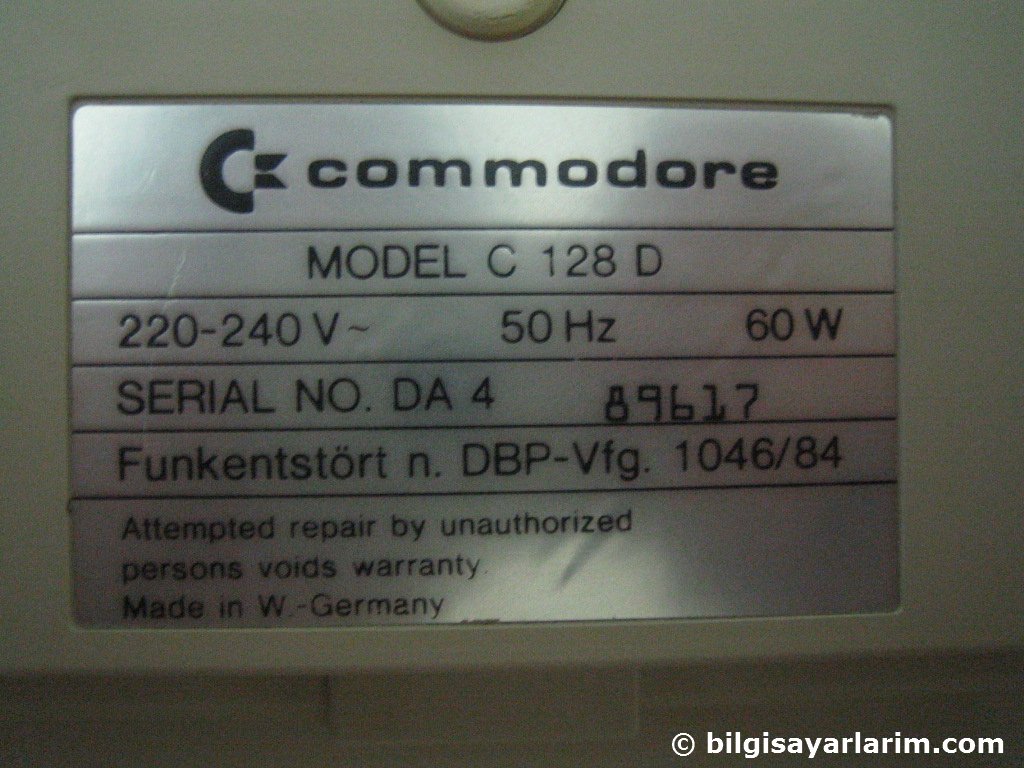 commodore
MODEL C 128 D
220-240 V~ 50 Hz 60 W
SERIAL NO. DA 4 89617
Funkentstört n. DBP-Vfg. 1046/84
Attempted repair by unauthorized
persons voids warranty.
Made in W.-Germany
© bilgisayarlarim.com